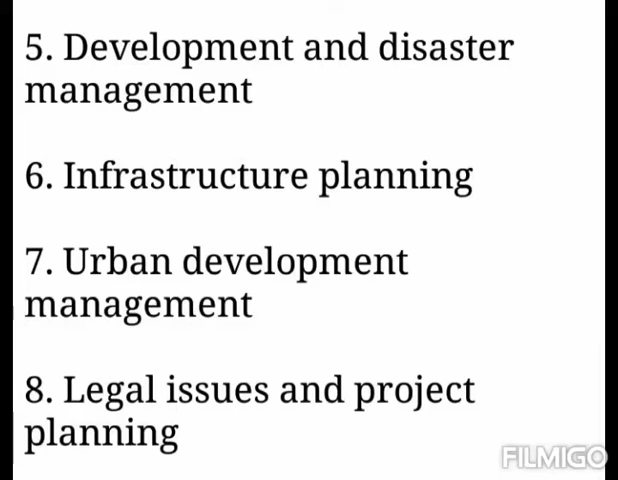 5. Development and disaster
management
6. Infrastructure planning
7. Urban development
management
8. Legal issues and project
planning
FILMIGO